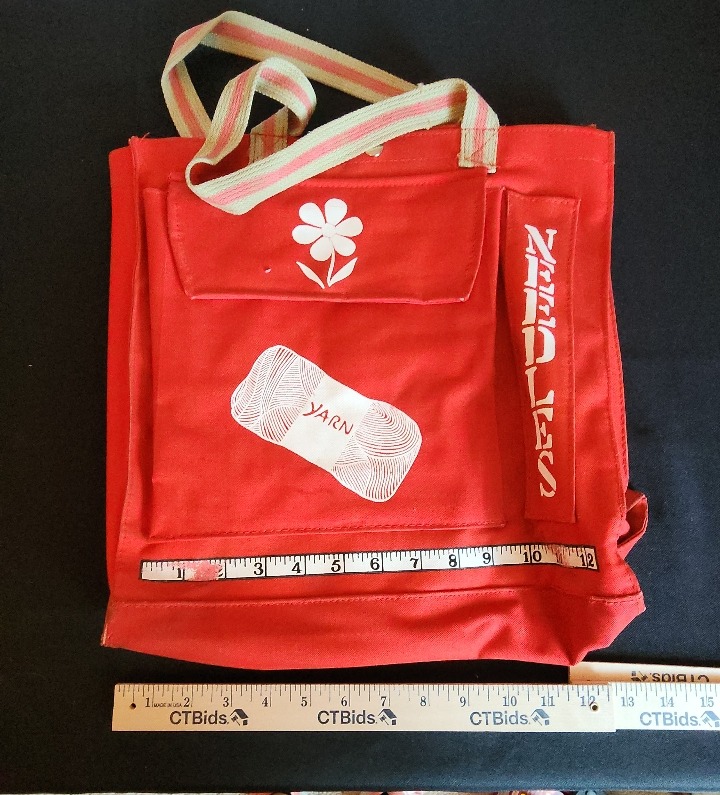 NEEDLES
YARN
1 2 3 4 5 6 7 8 9 10 12
CTBids
1 MADE IN USA 2 3 4 5 6 7 8 9 10 11 12 13 14 15
CTBids. CTBids. CTBids. CTBids.